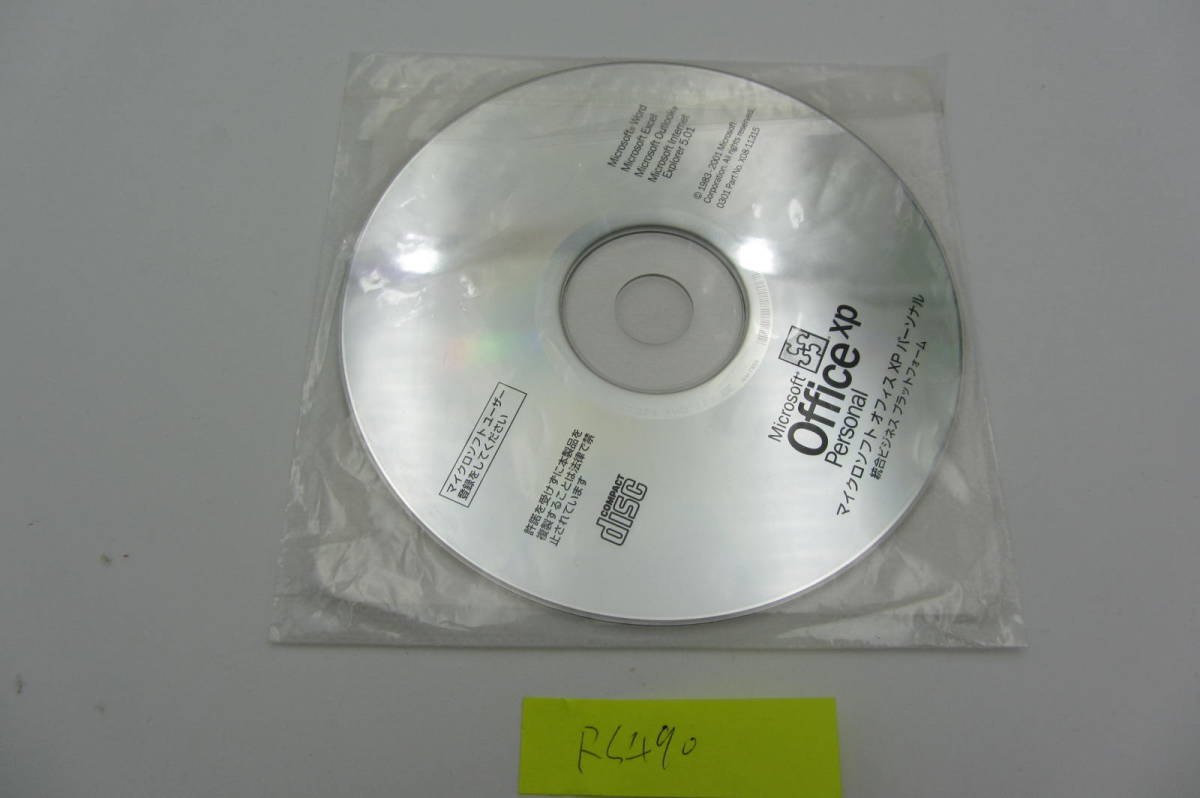 Microsoft® Word
Microsoft Excel
Microsoft Outlook®
Microsoft Internet
Explorer 5.01
© 1983-2001 Microsoft
Corporation. All rights reserved.
0301 Part No. X08-11315
Microsoft®
Office xp
Personal
マイクロソフト オフィス XP パーソナル
統合ビジネス プラットフォーム
マイクロソフト ユーザー
登録をしてください
許諾を受けずに本製品を
複製することは法律で禁
止されています
COMPACT
disc